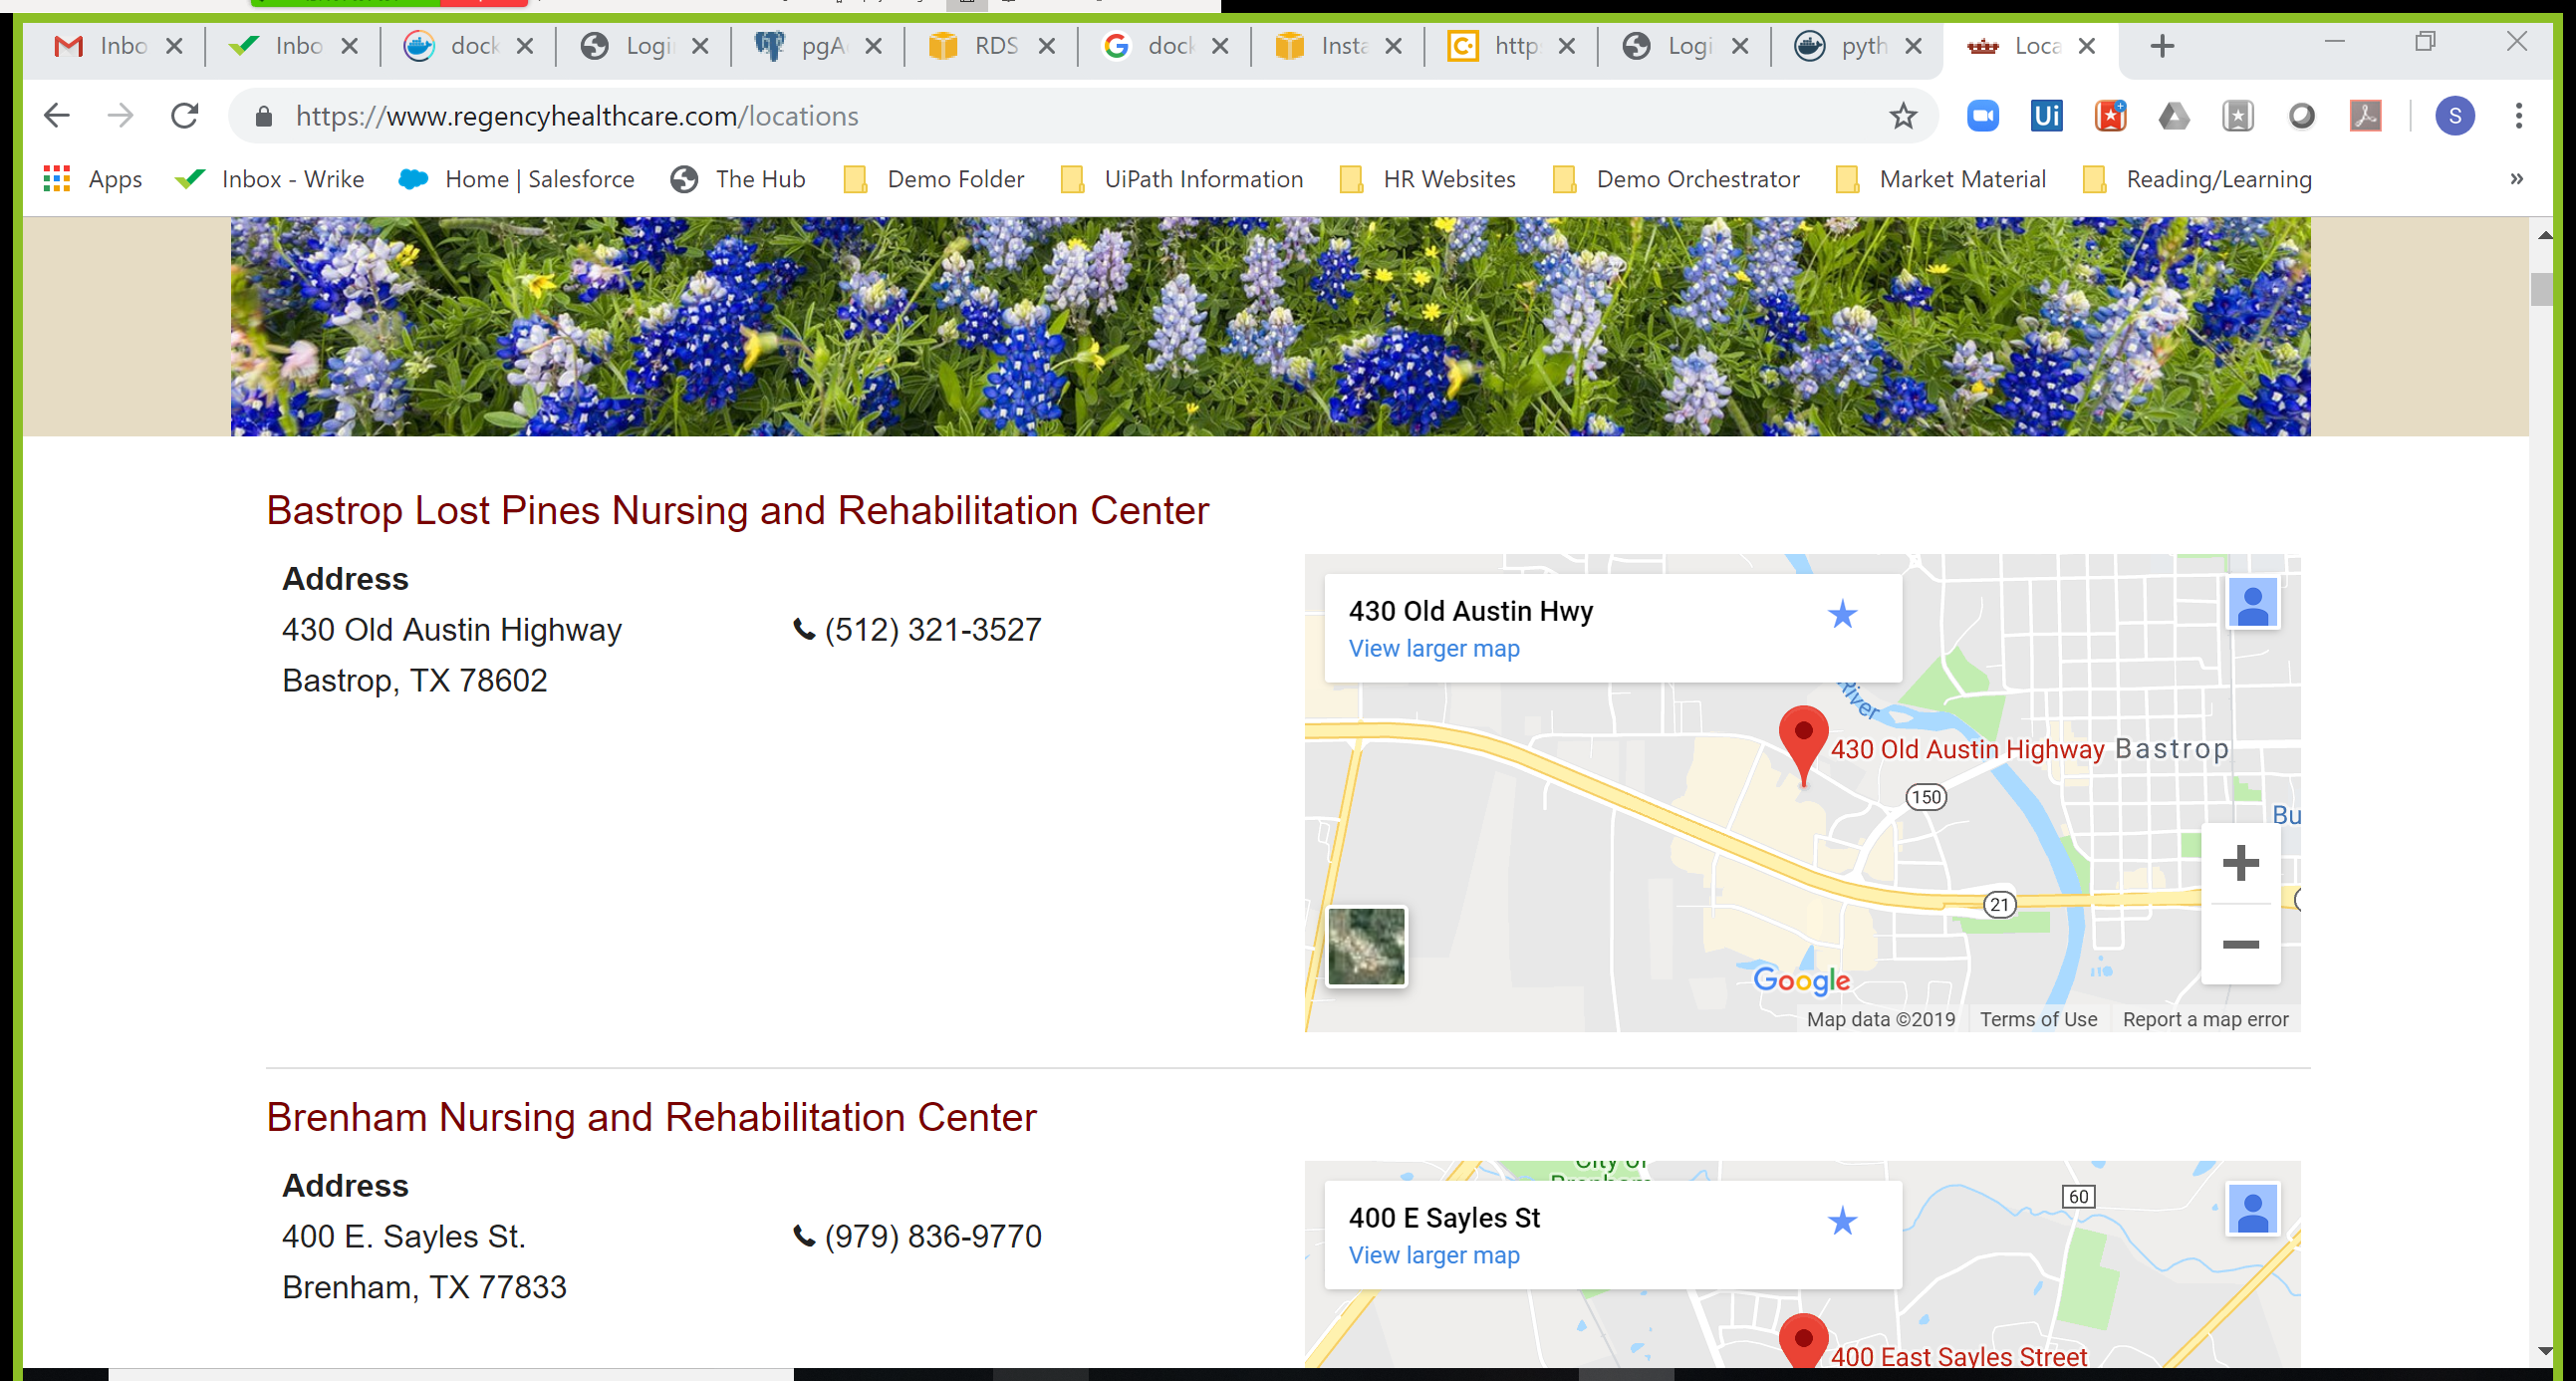 Inbo
Inbo
dock
Logi
pgA
RDS
dock
Insta
http
Logi
pyth
Loca
https://www.regencyhealthcare.com/locations
Ui
S
Apps
Inbox - Wrike
Home | Salesforce
The Hub
Demo Folder
UiPath Information
HR Websites
Demo Orchestrator
Market Material
Reading/Learning
»
Bastrop Lost Pines Nursing and Rehabilitation Center
Address
430 Old Austin Highway
(512) 321-3527
Bastrop, TX 78602
430 Old Austin Hwy
View larger map
River
430 Old Austin Highway
Bastrop
150
Bu
21
Google
Map data ©2019
Terms of Use
Report a map error
Brenham Nursing and Rehabilitation Center
Address
400 E. Sayles St.
(979) 836-9770
Brenham, TX 77833
City of
Brenham
60
400 E Sayles St
View larger map
400 East Sayles Street